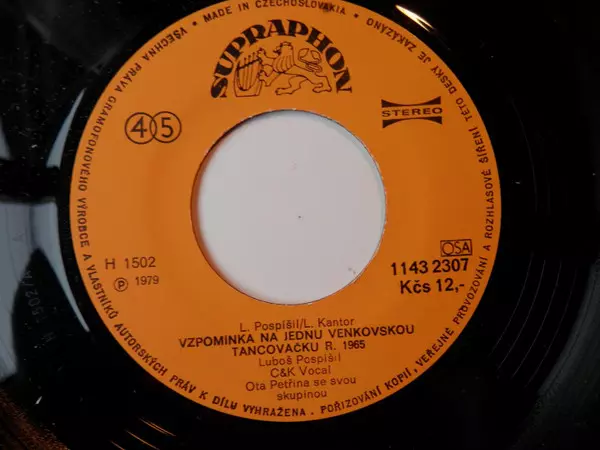 VŠECHNA PRÁVA GRAMOFONOVÉHO VÝROBCE A VLASTNÍKŮ AUTORSKÝCH PRÁV K DÍLU VYHRAŽENA. POŘIZOVÁNÍ KOPIÍ, VEŘEJNÉ PROVOZOVÁNÍ A ROZHLASOVÉ ŠÍŘENÍ TÉTO DESKY JE ZAKÁZÁNO • MADE IN CZECHOSLOVAKIA •
SUPRAPHON
45
STEREO
H 1502
Ⓟ 1979
OSA
1143 2307
Kčs 12,-
L. Pospíšil/L. Kantor
VZPOMÍNKA NA JEDNU VENKOVSKOU
TANCOVAČKU R. 1965
Luboš Pospíšil
C&K Vocal
Ota Petřina se svou
skupinou